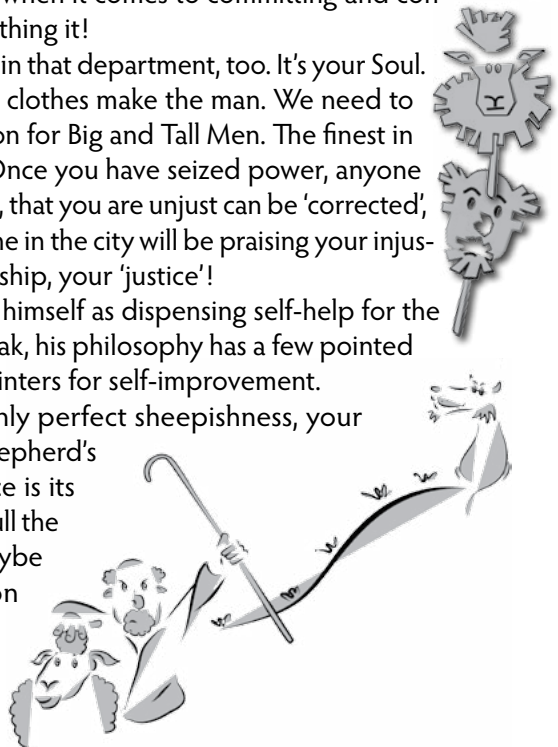 when it comes to committing and con-
thing it!
in that department, too. It's your Soul.
clothes make the man. We need to
on for Big and Tall Men. The finest in
Once you have seized power, anyone
, that you are unjust can be ‘corrected’,
ne in the city will be praising your injus-
ship, your ‘justice’!
himself as dispensing self-help for the
ak, his philosophy has a few pointed
inters for self-improvement.
nly perfect sheepishness, your
epherd's
ce is its
ull the
ybe
on